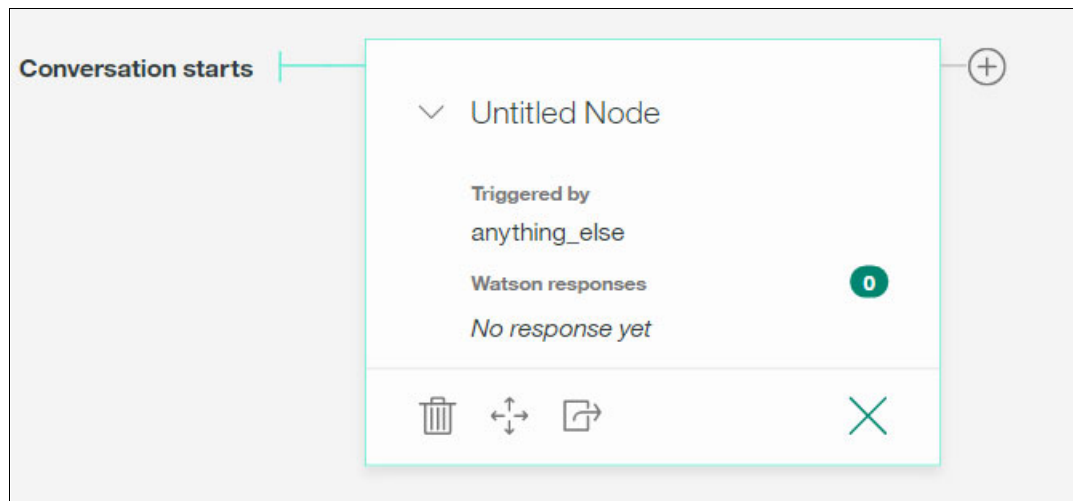 Conversation starts
Untitled Node
Triggered by
anything_else
Watson responses
0
No response yet